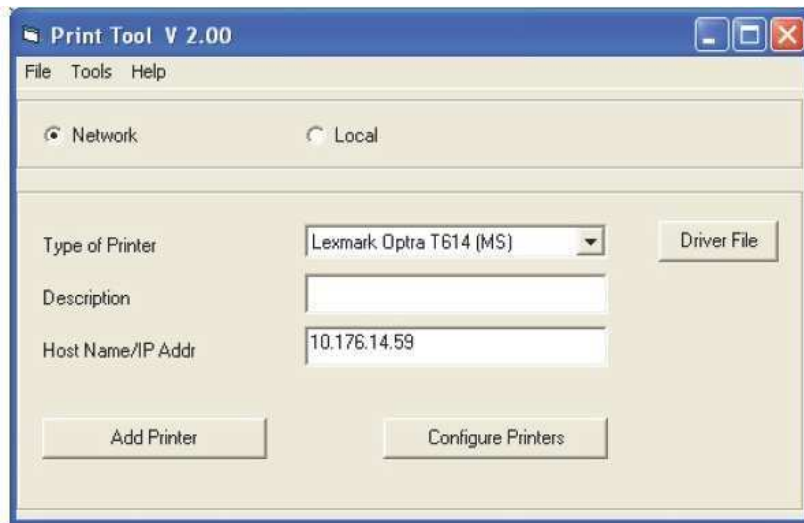 Print Tool V 2.00
File Tools Help
Network Local
Type of Printer Lexmark Optra T614 (MS) Driver File
Description
Host Name/IP Addr 10.176.14.59
Add Printer Configure Printers